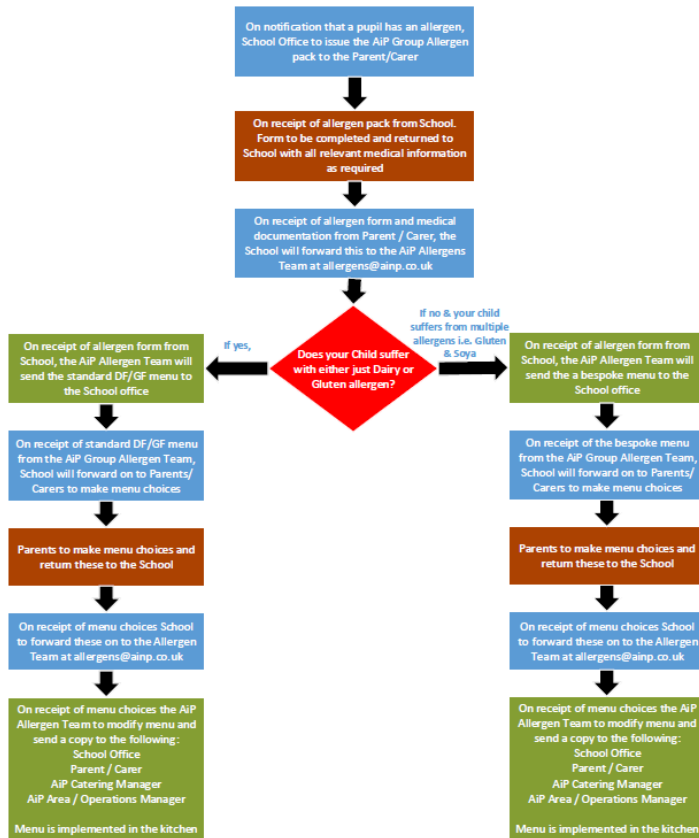 On notification that a pupil has an allergen,
School Office to issue the AiP Group Allergen
pack to the Parent/Carer
On receipt of allergen pack from School.
Form to be completed and returned to
School with all relevant medical information
as required
On receipt of allergen form and medical
documentation from Parent / Carer, the
School will forward this to the AiP Allergens
Team at allergens@ainp.co.uk
Does your Child suffer
with either just Dairy or
Gluten allergen?
If yes,
On receipt of allergen form from
School, the AiP Allergen Team will
send the standard DF/GF menu to
the School office
On receipt of standard DF/GF menu
from the AiP Group Allergen Team,
School will forward on to Parents/
Carers to make menu choices
Parents to make menu choices and
return these to the School
On receipt of menu choices School
to forward these on to the Allergen
Team at allergens@ainp.co.uk
On receipt of menu choices the AiP
Allergen Team to modify menu and
send a copy to the following:
School Office
Parent / Carer
AiP Catering Manager
AiP Area / Operations Manager
Menu is implemented in the kitchen
If no & your child
suffers from multiple
allergens i.e. Gluten
& Soya
On receipt of allergen form from
School, the AiP Allergen Team will
send the a bespoke menu to the
School office
On receipt of the bespoke menu
from the AiP Group Allergen Team,
School will forward on to Parents/
Carers to make menu choices
Parents to make menu choices and
return these to the School
On receipt of menu choices School
to forward these on to the Allergen
Team at allergens@ainp.co.uk
On receipt of menu choices the AiP
Allergen Team to modify menu and
send a copy to the following:
School Office
Parent / Carer
AiP Catering Manager
AiP Area / Operations Manager
Menu is implemented in the kitchen